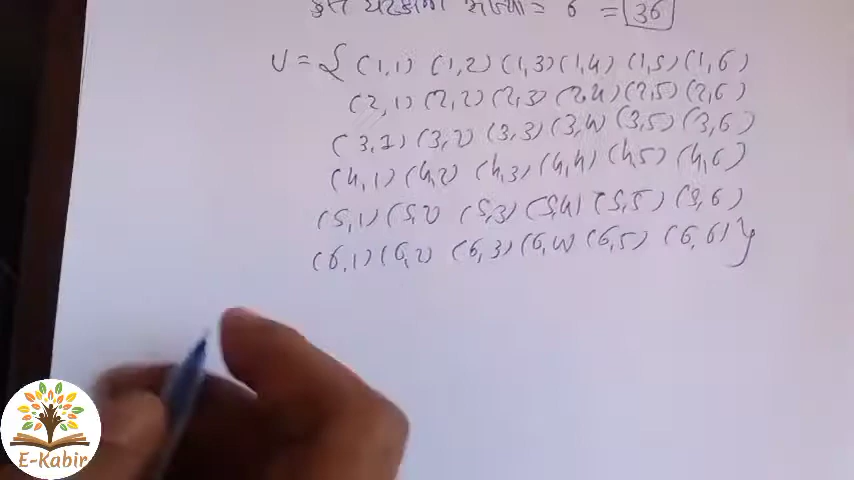 कुल घटकांची संख्या = 6 = 36
U = { (1,1) (1,2) (1,3) (1,4) (1,5) (1,6)
(2,1) (2,2) (2,3) (2,4) (2,5) (2,6)
(3,1) (3,2) (3,3) (3,4) (3,5) (3,6)
(4,1) (4,2) (4,3) (4,4) (4,5) (4,6)
(5,1) (5,2) (5,3) (5,4) (5,5) (5,6)
(6,1) (6,2) (6,3) (6,4) (6,5) (6,6) }
E-Kabir